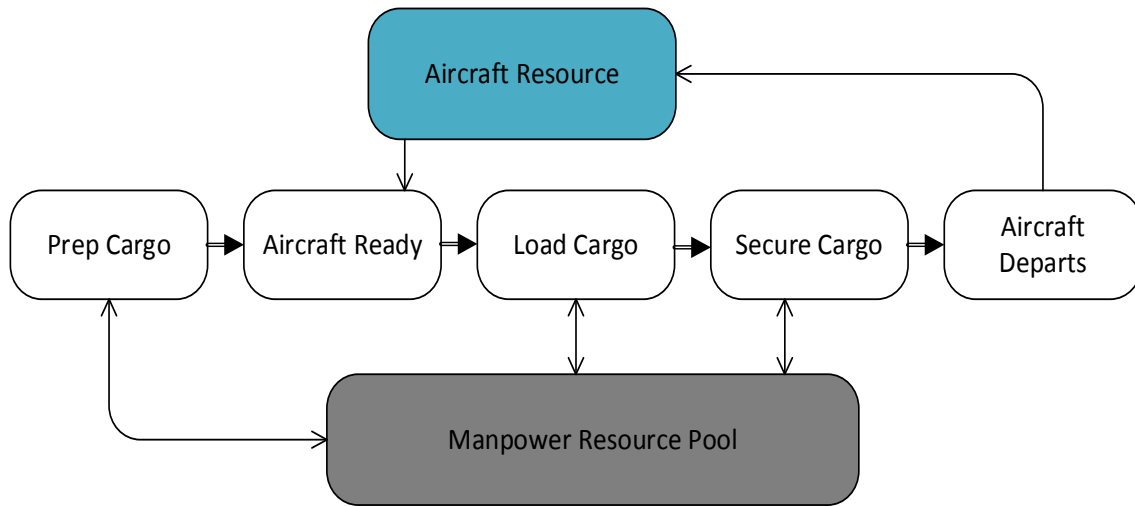 Aircraft Resource
Prep Cargo
Aircraft Ready
Load Cargo
Secure Cargo
Aircraft
Departs
Manpower Resource Pool